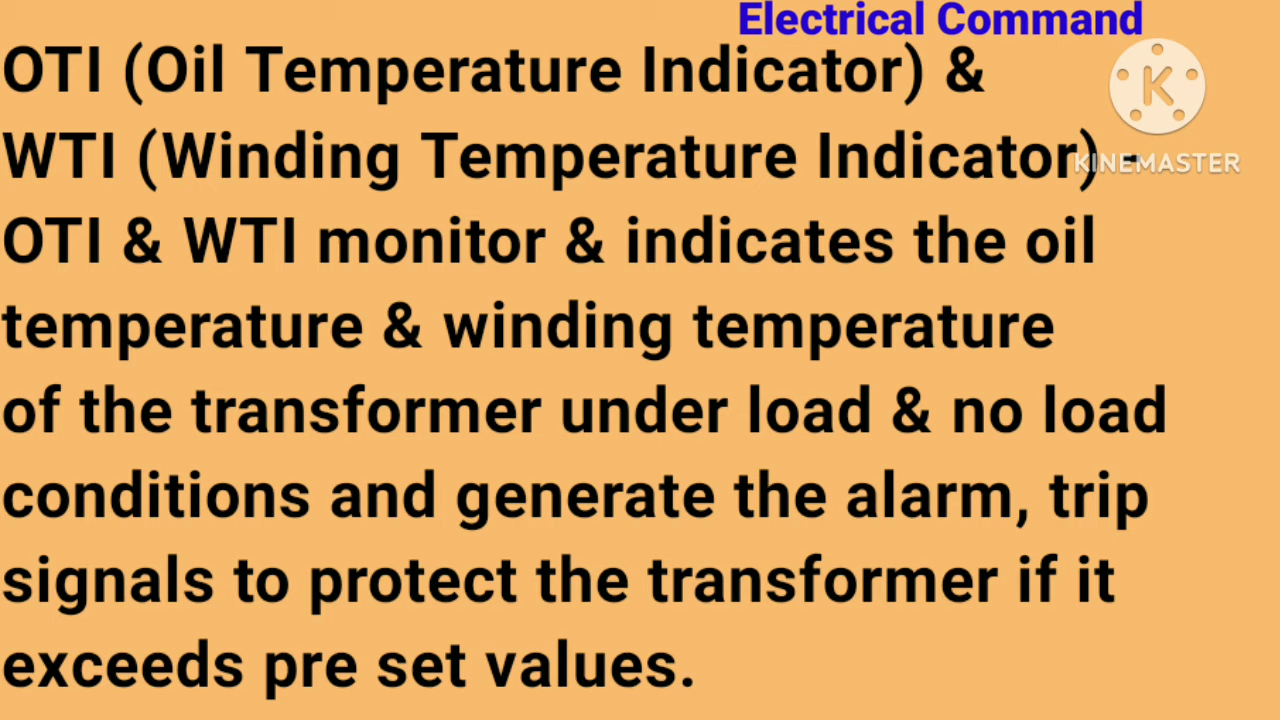 Electrical Command
OTI (Oil Temperature Indicator) &
WTI (Winding Temperature Indicator) -
K
KINEMASTER
OTI & WTI monitor & indicates the oil
temperature & winding temperature
of the transformer under load & no load
conditions and generate the alarm, trip
signals to protect the transformer if it
exceeds pre set values.